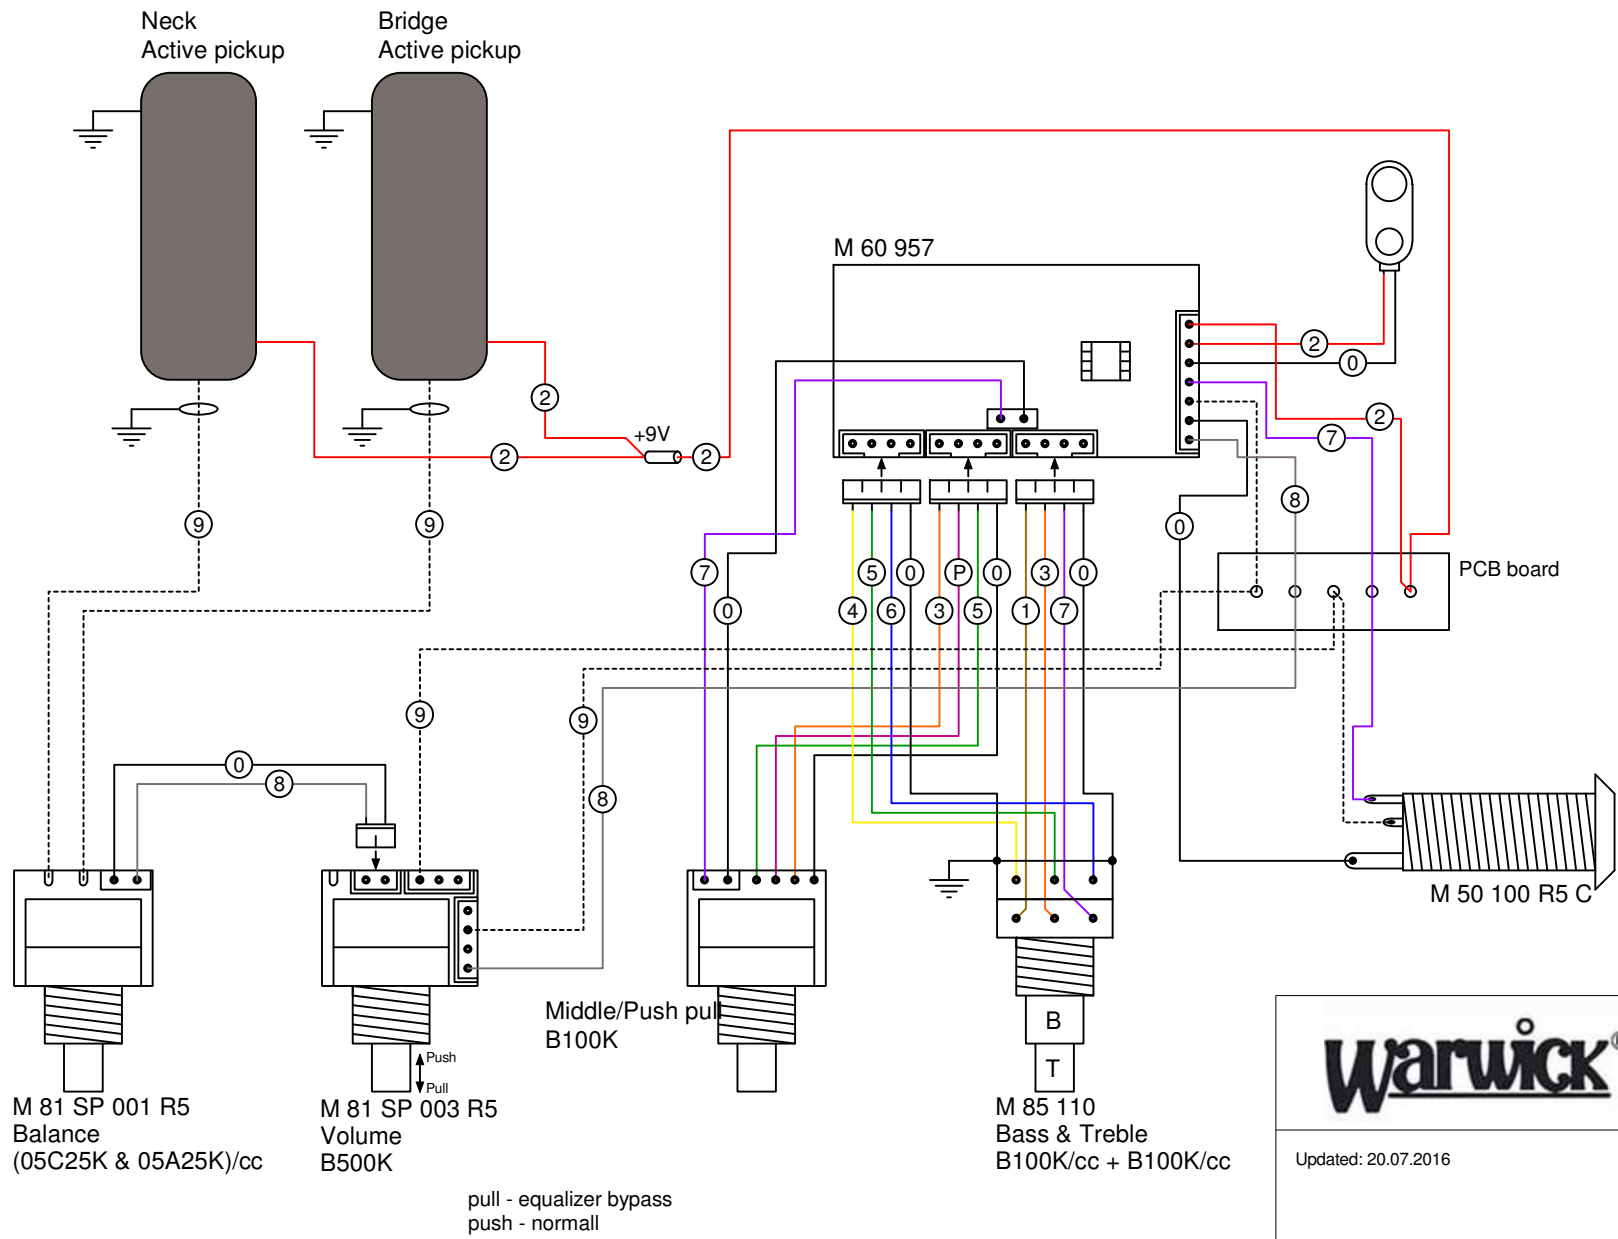 Neck
Active pickup
Bridge
Active pickup
M 60 957
2
2
0
+9V
2
7
2
2
8
9
9
0
PCB board
7
5
0
P
0
3
0
0
4
6
3
5
1
7
9
9
0
8
8
M 50 100 R5 C
Middle/Push pull
B100K
B
T
Push
Pull
M 81 SP 001 R5
Balance
(05C25K & 05A25K)/cc
M 81 SP 003 R5
Volume
B500K
M 85 110
Bass & Treble
B100K/cc + B100K/cc
pull - equalizer bypass
push - normall
Warwick®
Updated: 20.07.2016